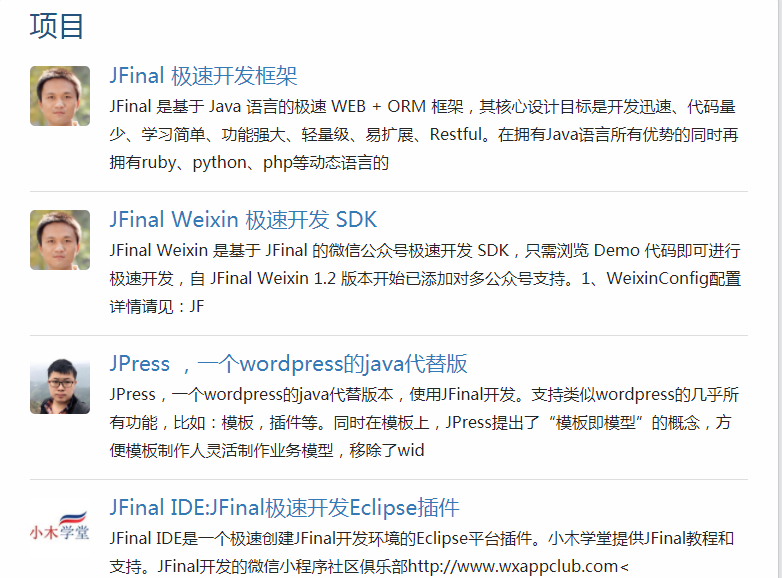 项目
JFinal 极速开发框架
JFinal 是基于 Java 语言的极速 WEB + ORM 框架，其核心设计目标是开发迅速、代码量
少、学习简单、功能强大、轻量级、易扩展、Restful。在拥有Java语言所有优势的同时再
拥有ruby、python、php等动态语言的
JFinal Weixin 极速开发 SDK
JFinal Weixin 是基于 JFinal 的微信公众号极速开发 SDK，只需浏览 Demo 代码即可进行
极速开发，自 JFinal Weixin 1.2 版本开始已添加对多公众号支持。1、WeixinConfig配置
详情请见：JF
JPress ，一个wordpress的java代替版
JPress，一个wordpress的java代替版本，使用JFinal开发。支持类似wordpress的几乎所
有功能，比如：模板，插件等。同时在模板上，JPress提出了“模板即模型”的概念，方
便模板制作人灵活制作业务模型，移除了wid
小木学堂
JFinal IDE:JFinal极速开发Eclipse插件
JFinal IDE是一个极速创建JFinal开发环境的Eclipse平台插件。小木学堂提供JFinal教程和
支持。JFinal开发的微信小程序社区俱乐部http://www.wxappclub.com<